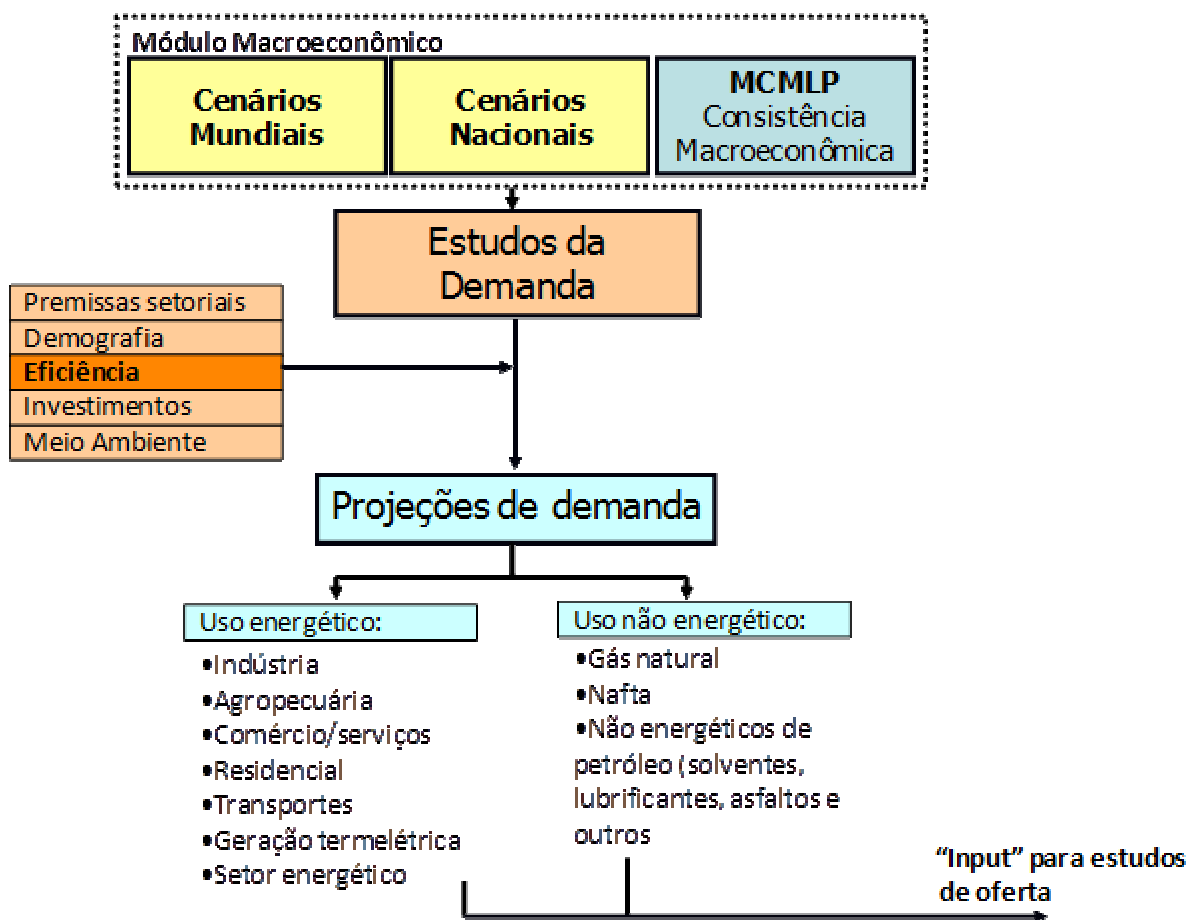 Módulo Macroeconômico
Cenários
Mundiais
Cenários
Nacionais
MCMLP
Consistência
Macroeconômica
Estudos da
Demanda
Premissas setoriais
Demografia
Eficiência
Investimentos
Meio Ambiente
Projeções de demanda
Uso energético:
•Indústria
•Agropecuária
•Comércio/serviços
•Residencial
•Transportes
•Geração termelétrica
•Setor energético
Uso não energético:
•Gás natural
•Nafta
•Não energéticos de
petróleo (solventes,
lubrificantes, asfaltos e
outros
“Input” para estudos
de oferta